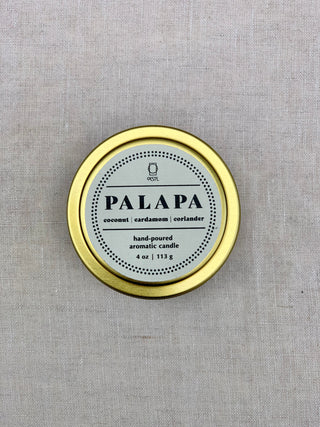 PALAPA
coconut | cardamom | coriander
hand-poured
aromatic candle
4 oz | 113 g